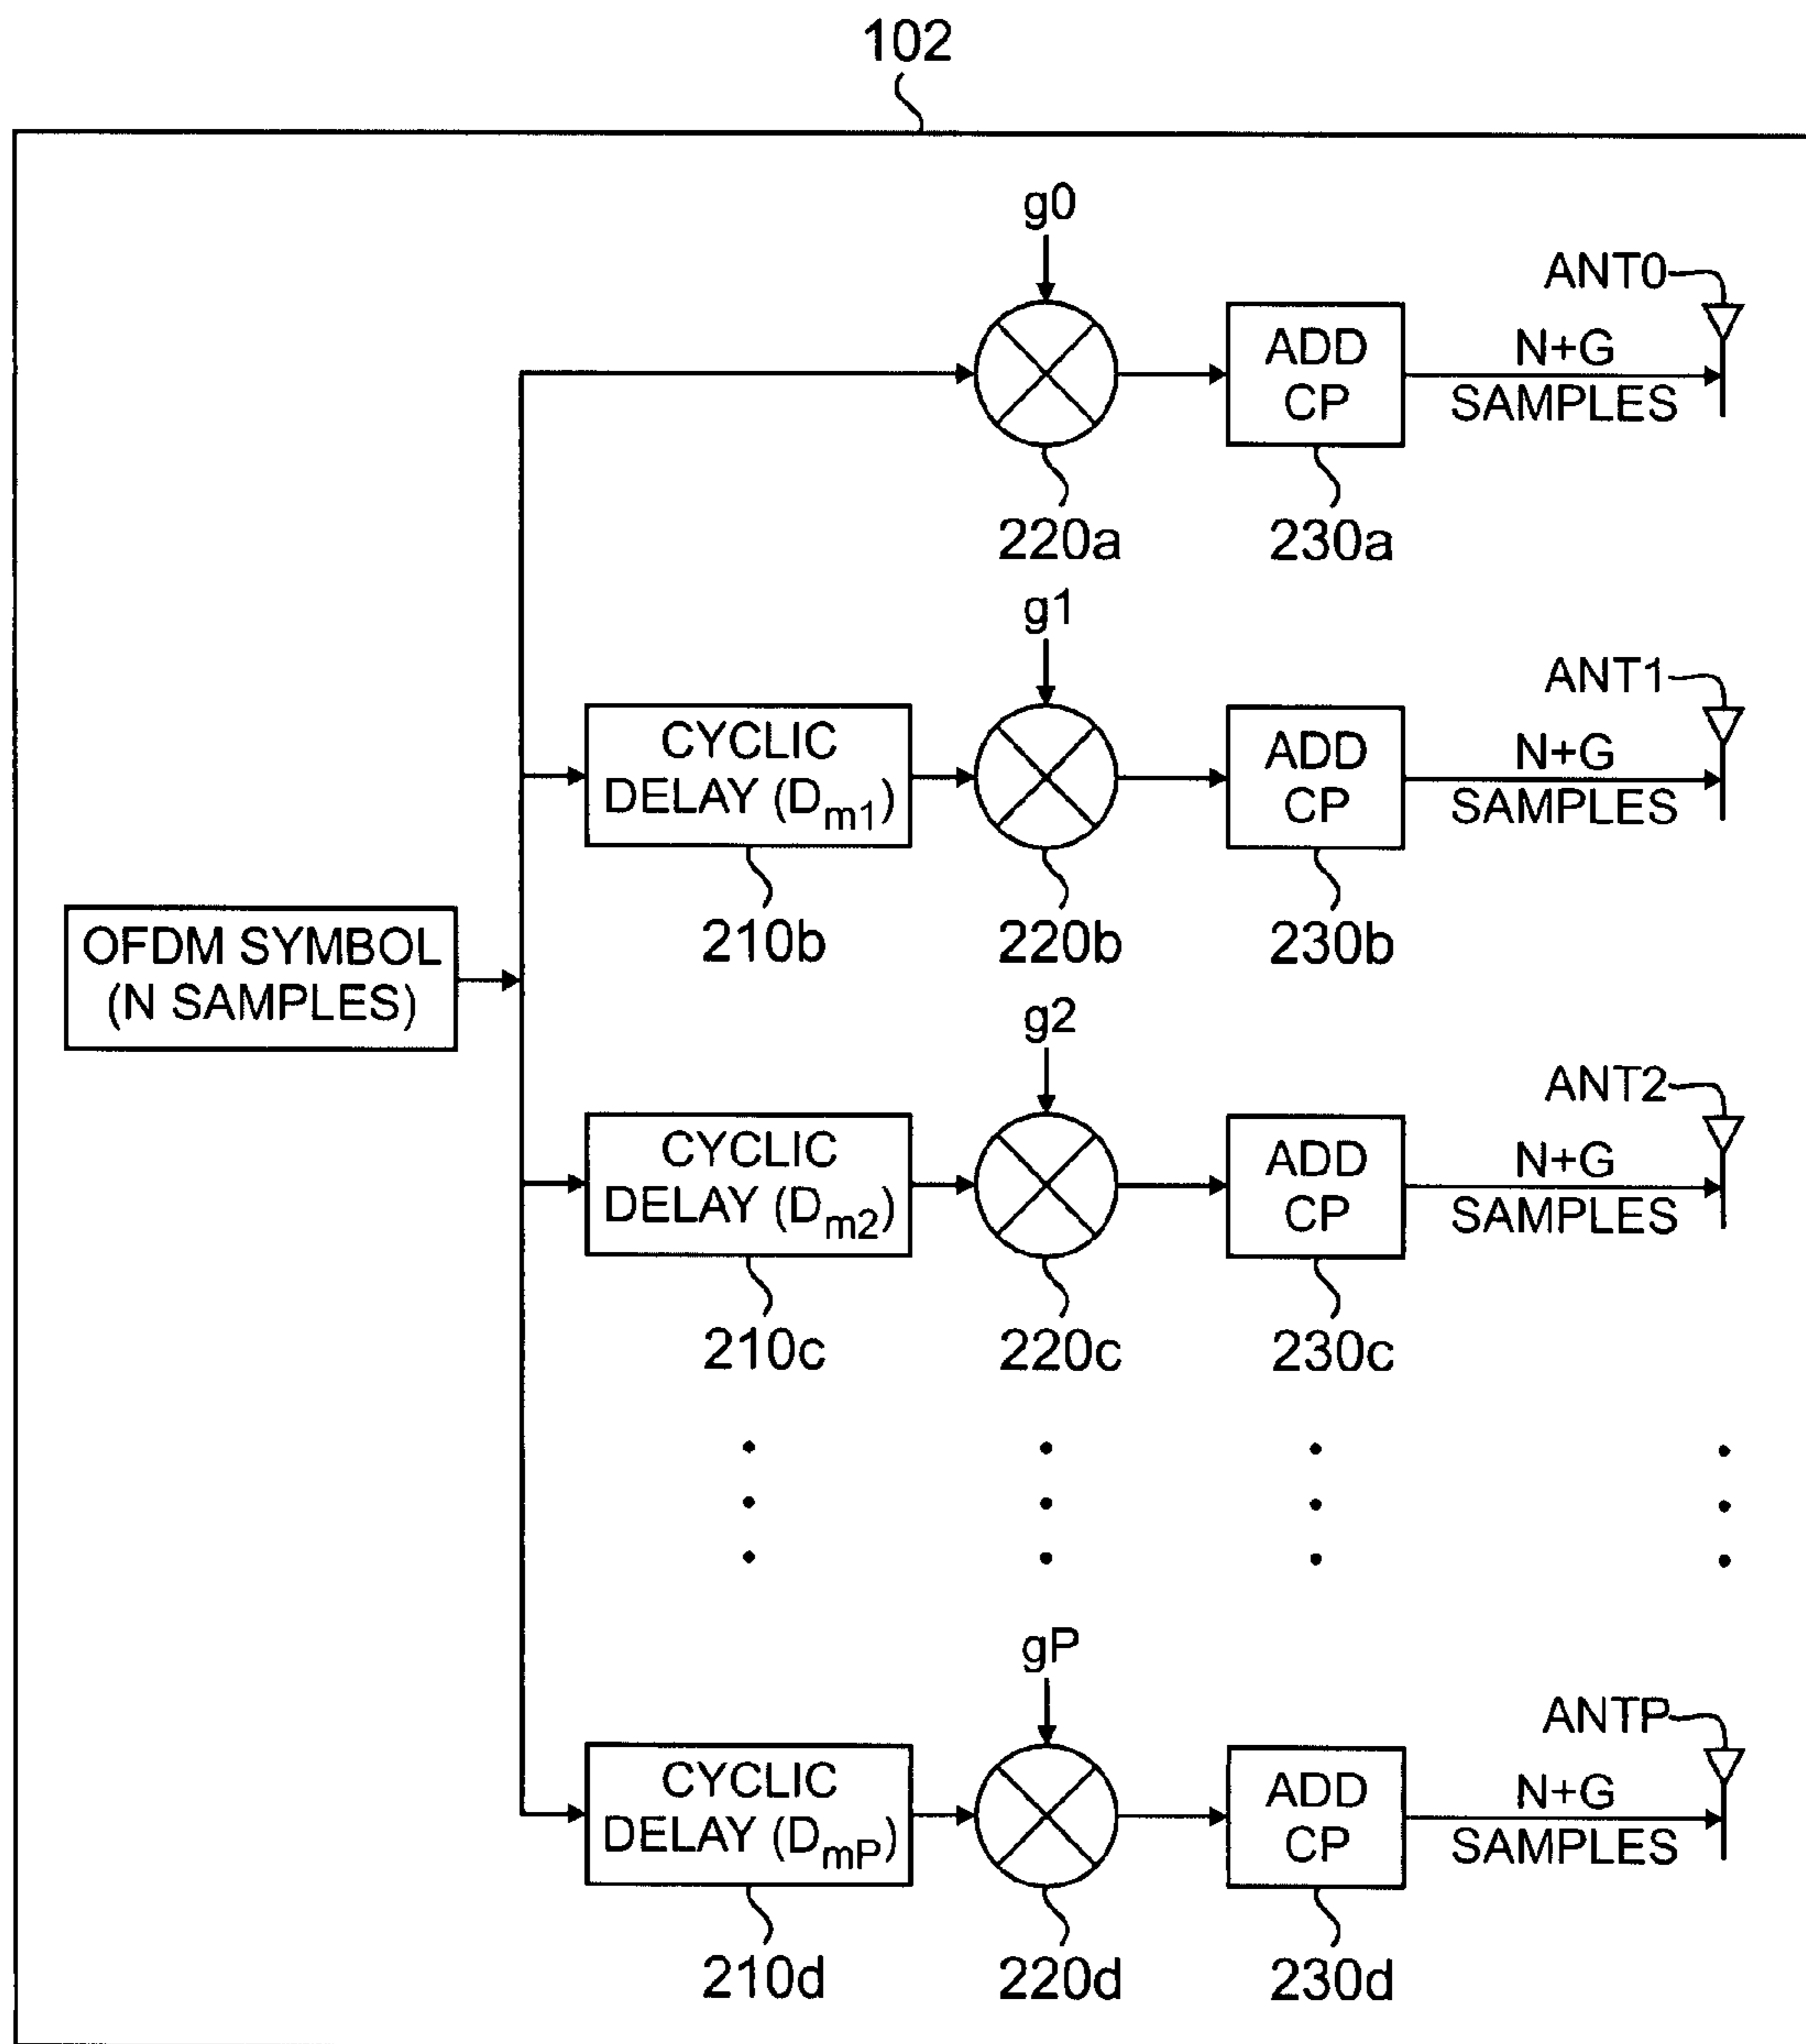 102
g0
ANT0
ADD
CP
N+G
SAMPLES
220a
230a
g1
ANT1
CYCLIC
DELAY (Dm1)
ADD
CP
N+G
SAMPLES
210b
220b
230b
OFDM SYMBOL
(N SAMPLES)
g2
ANT2
CYCLIC
DELAY (Dm2)
ADD
CP
N+G
SAMPLES
210c
220c
230c
gP
ANTP
CYCLIC
DELAY (DmP)
ADD
CP
N+G
SAMPLES
210d
220d
230d